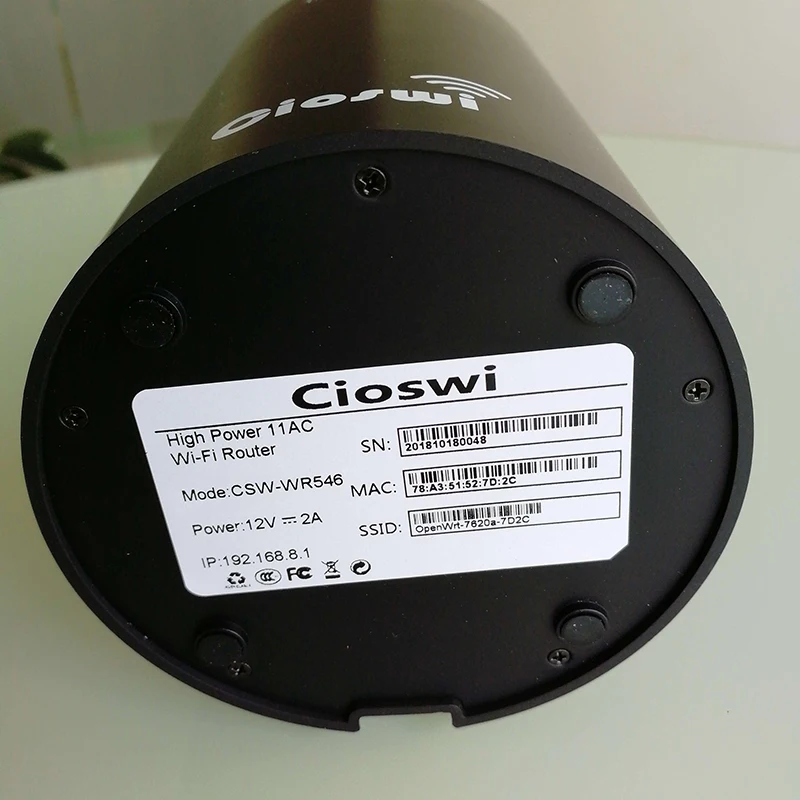 Cioswi
Cioswi
High Power 11AC
Wi-Fi Router
Mode:CSW-WR546
Power:12V ⎓ 2A
IP:192.168.8.1
SN:
201810180048
MAC:
78:A3:51:52:7D:2C
SSID:
OpenWrt-7620a-7D2C
CCC FC